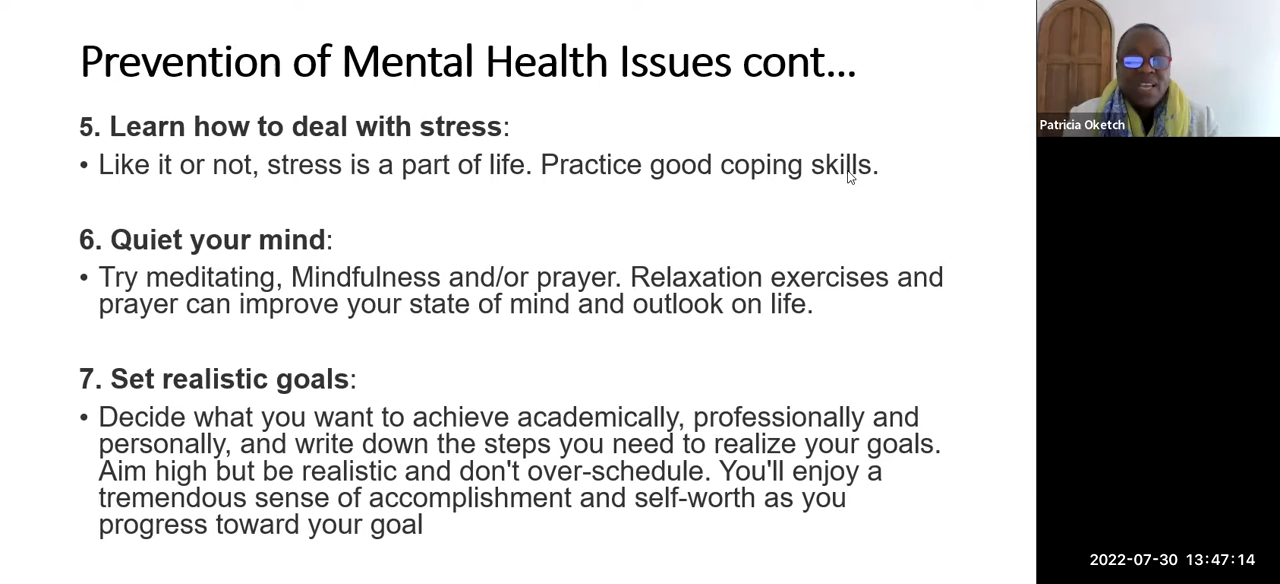 Prevention of Mental Health Issues cont...
5. Learn how to deal with stress:
• Like it or not, stress is a part of life. Practice good coping skills.
6. Quiet your mind:
• Try meditating, Mindfulness and/or prayer. Relaxation exercises and
prayer can improve your state of mind and outlook on life.
7. Set realistic goals:
• Decide what you want to achieve academically, professionally and
personally, and write down the steps you need to realize your goals.
Aim high but be realistic and don't over-schedule. You'll enjoy a
tremendous sense of accomplishment and self-worth as you
progress toward your goal
Patricia Oketch
2022-07-30 13:47:14